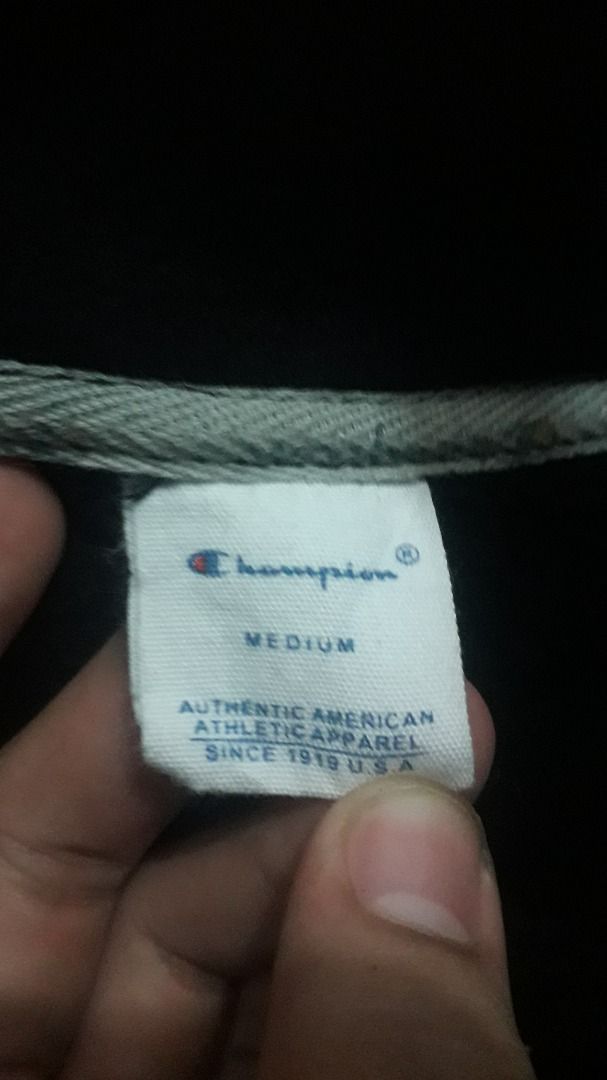 Champion®
MEDIUM
AUTHENTIC AMERICAN
ATHLETIC APPAREL
SINCE 1919 U.S.A